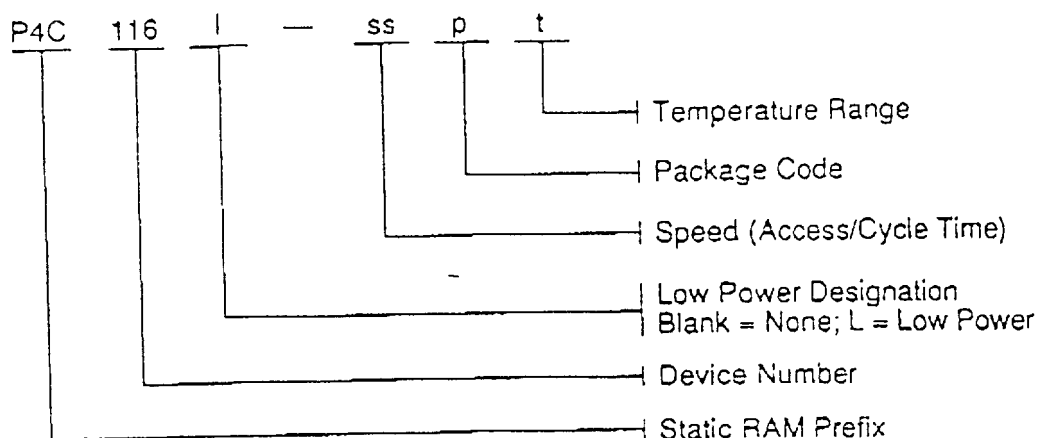 P4C 116 l — ss p t
Temperature Range
Package Code
Speed (Access/Cycle Time)
Low Power Designation
Blank = None; L = Low Power
Device Number
Static RAM Prefix